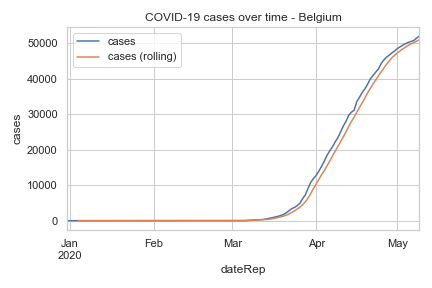 COVID-19 cases over time - Belgium
cases
cases (rolling)
50000
40000
30000
20000
10000
0
cases
Jan
2020
Feb
Mar
Apr
May
dateRep